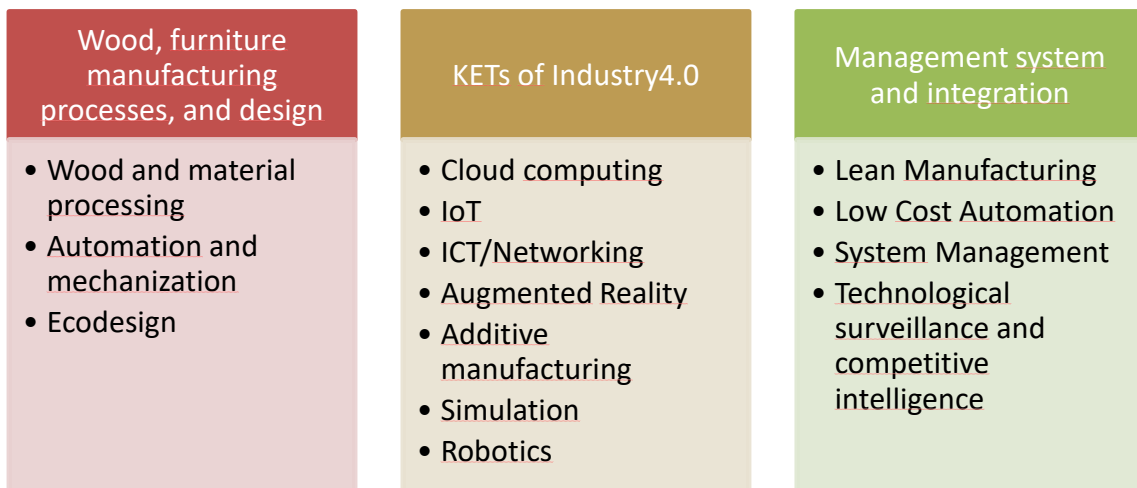 Wood, furniture
manufacturing
processes, and design
• Wood and material
processing
• Automation and
mechanization
• Ecodesign
KETs of Industry4.0
• Cloud computing
• IoT
• ICT/Networking
• Augmented Reality
• Additive
manufacturing
• Simulation
• Robotics
Management system
and integration
• Lean Manufacturing
• Low Cost Automation
• System Management
• Technological
surveillance and
competitive
intelligence